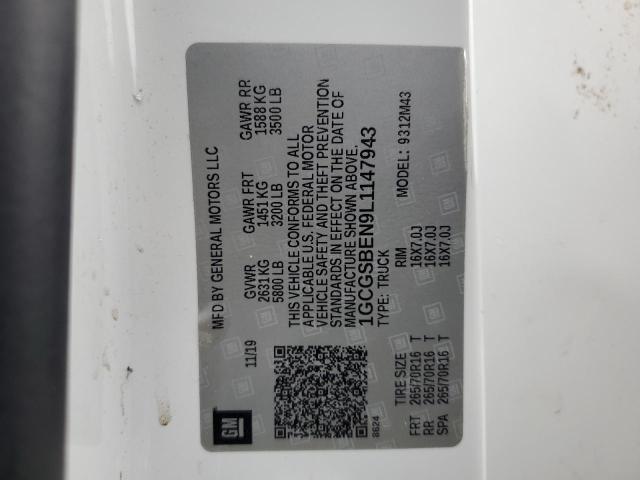 MFD BY GENERAL MOTORS LLC
11/19
GVWR GAWR FRT GAWR RR
2631 KG 1451 KG 1588 KG
5800 LB 3200 LB 3500 LB
THIS VEHICLE CONFORMS TO ALL
APPLICABLE U.S. FEDERAL MOTOR
VEHICLE SAFETY AND THEFT PREVENTION
STANDARDS IN EFFECT ON THE DATE OF
MANUFACTURE SHOWN ABOVE.
1GCGSBEN9L1147943
TYPE: TRUCK MODEL: 9312M43
8624
TIRE SIZE RIM
FRT 265/70R16 T 16X7.0J
RR 265/70R16 T 16X7.0J
SPA 265/70R16 T 16X7.0J
GM